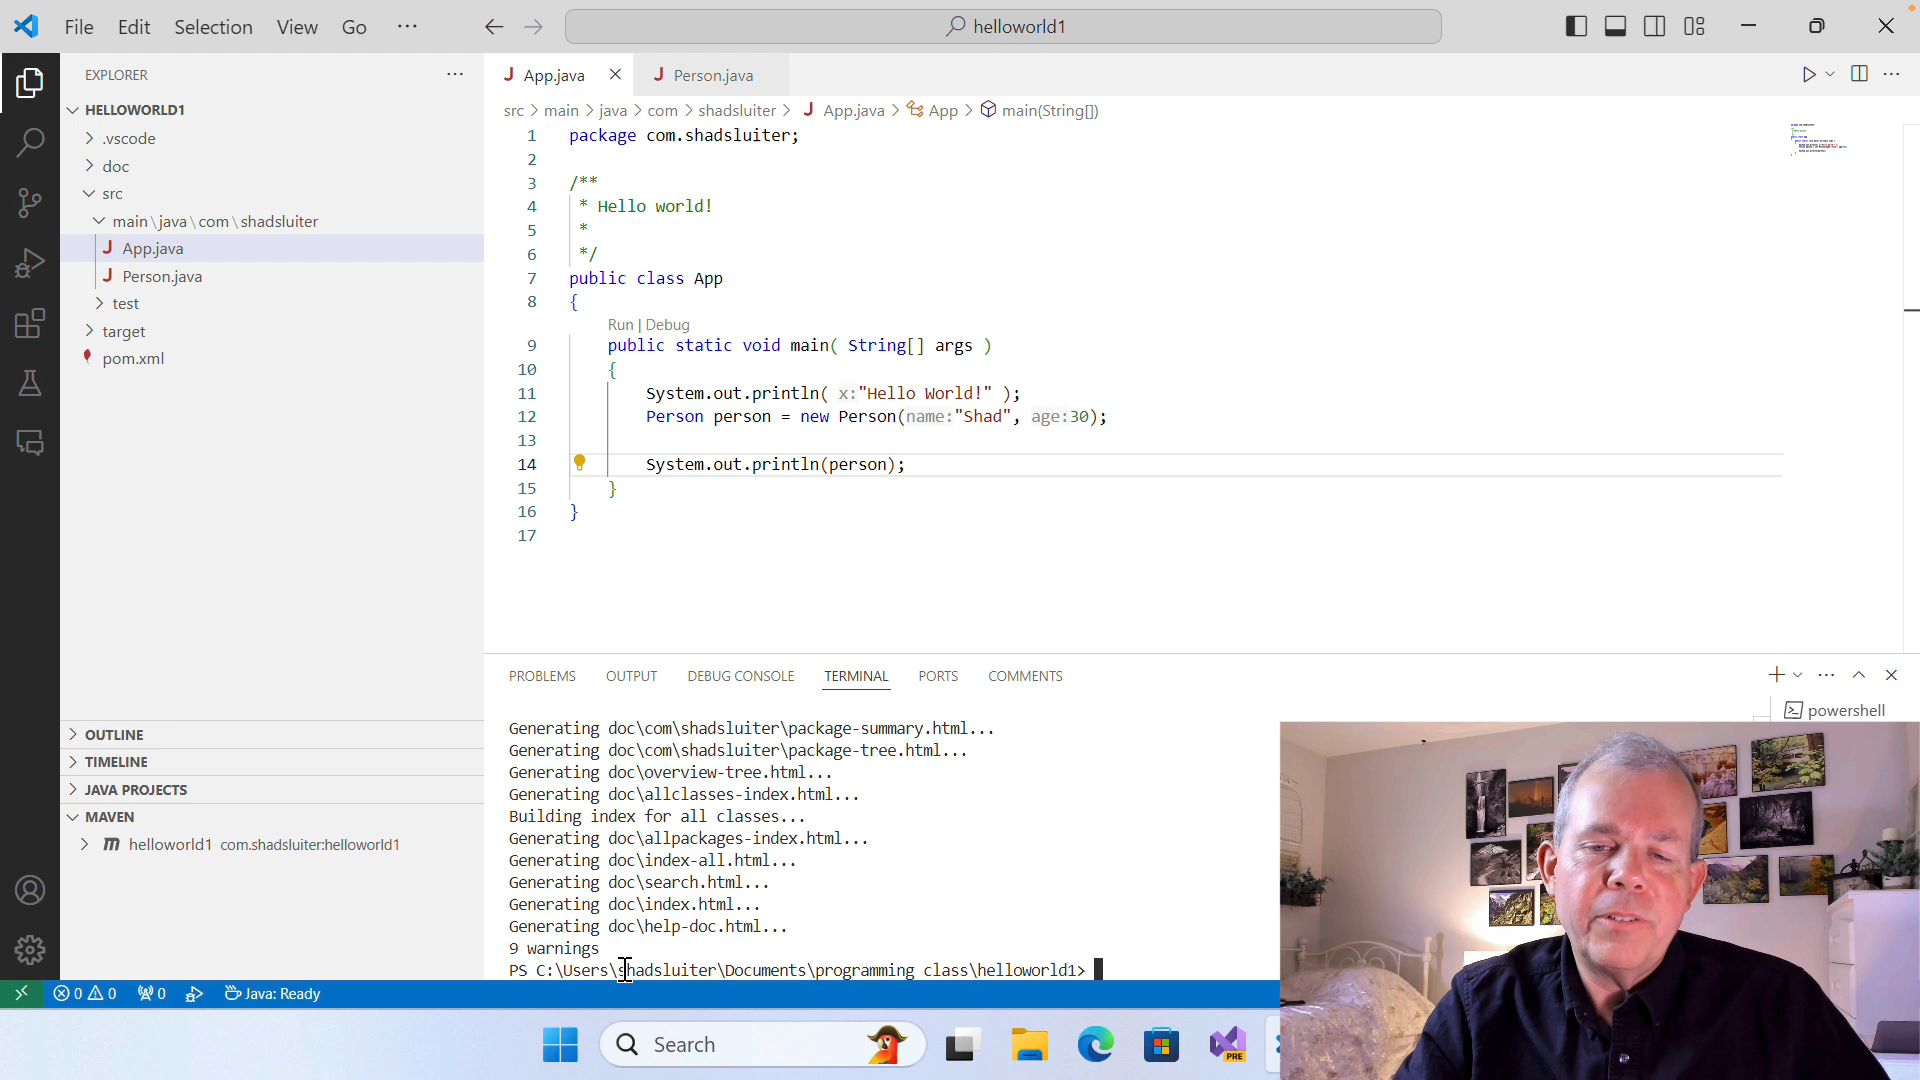 File Edit Selection View Go ···
helloworld1
EXPLORER
HELLOWORLD1
.vscode
doc
src
main\java\com\shadsluiter
App.java
Person.java
test
target
pom.xml
OUTLINE
TIMELINE
JAVA PROJECTS
MAVEN
helloworld1 com.shadsluiter:helloworld1
App.java
Person.java
src > main > java > com > shadsluiter > App.java > App > main(String[])
1 package com.shadsluiter;
2
3 /**
4 * Hello world!
5 *
6 */
7 public class App
8 {
Run | Debug
9 public static void main( String[] args )
10 {
11 System.out.println( x:"Hello World!" );
12 Person person = new Person(name:"Shad", age:30);
13
14 System.out.println(person);
15 }
16 }
17
PROBLEMS OUTPUT DEBUG CONSOLE TERMINAL PORTS COMMENTS
powershell
Generating doc\com\shadsluiter\package-summary.html...
Generating doc\com\shadsluiter\package-tree.html...
Generating doc\overview-tree.html...
Generating doc\allclasses-index.html...
Building index for all classes...
Generating doc\allpackages-index.html...
Generating doc\index-all.html...
Generating doc\search.html...
Generating doc\index.html...
Generating doc\help-doc.html...
9 warnings
PS C:\Users\shadsluiter\Documents\programming class\helloworld1>
0 0 0 Java: Ready
Search
PRE